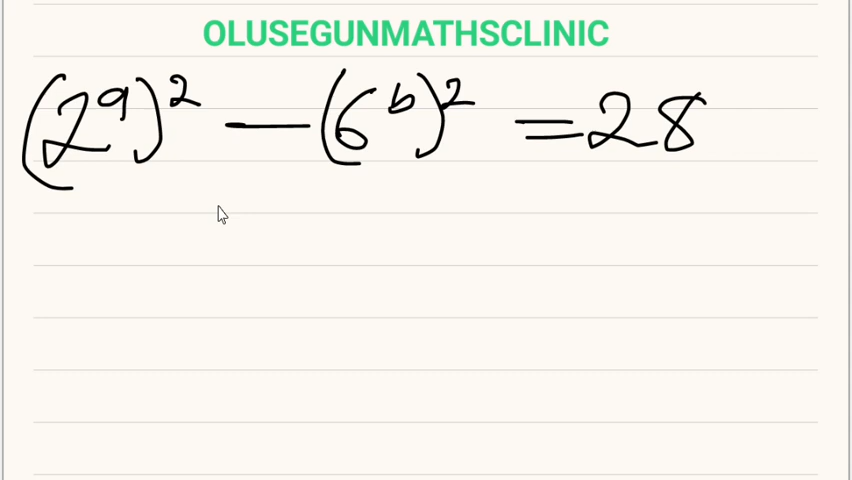 OLUSEGUNMATHSCLINIC
(2^a)^2 — (6^b)^2 = 28